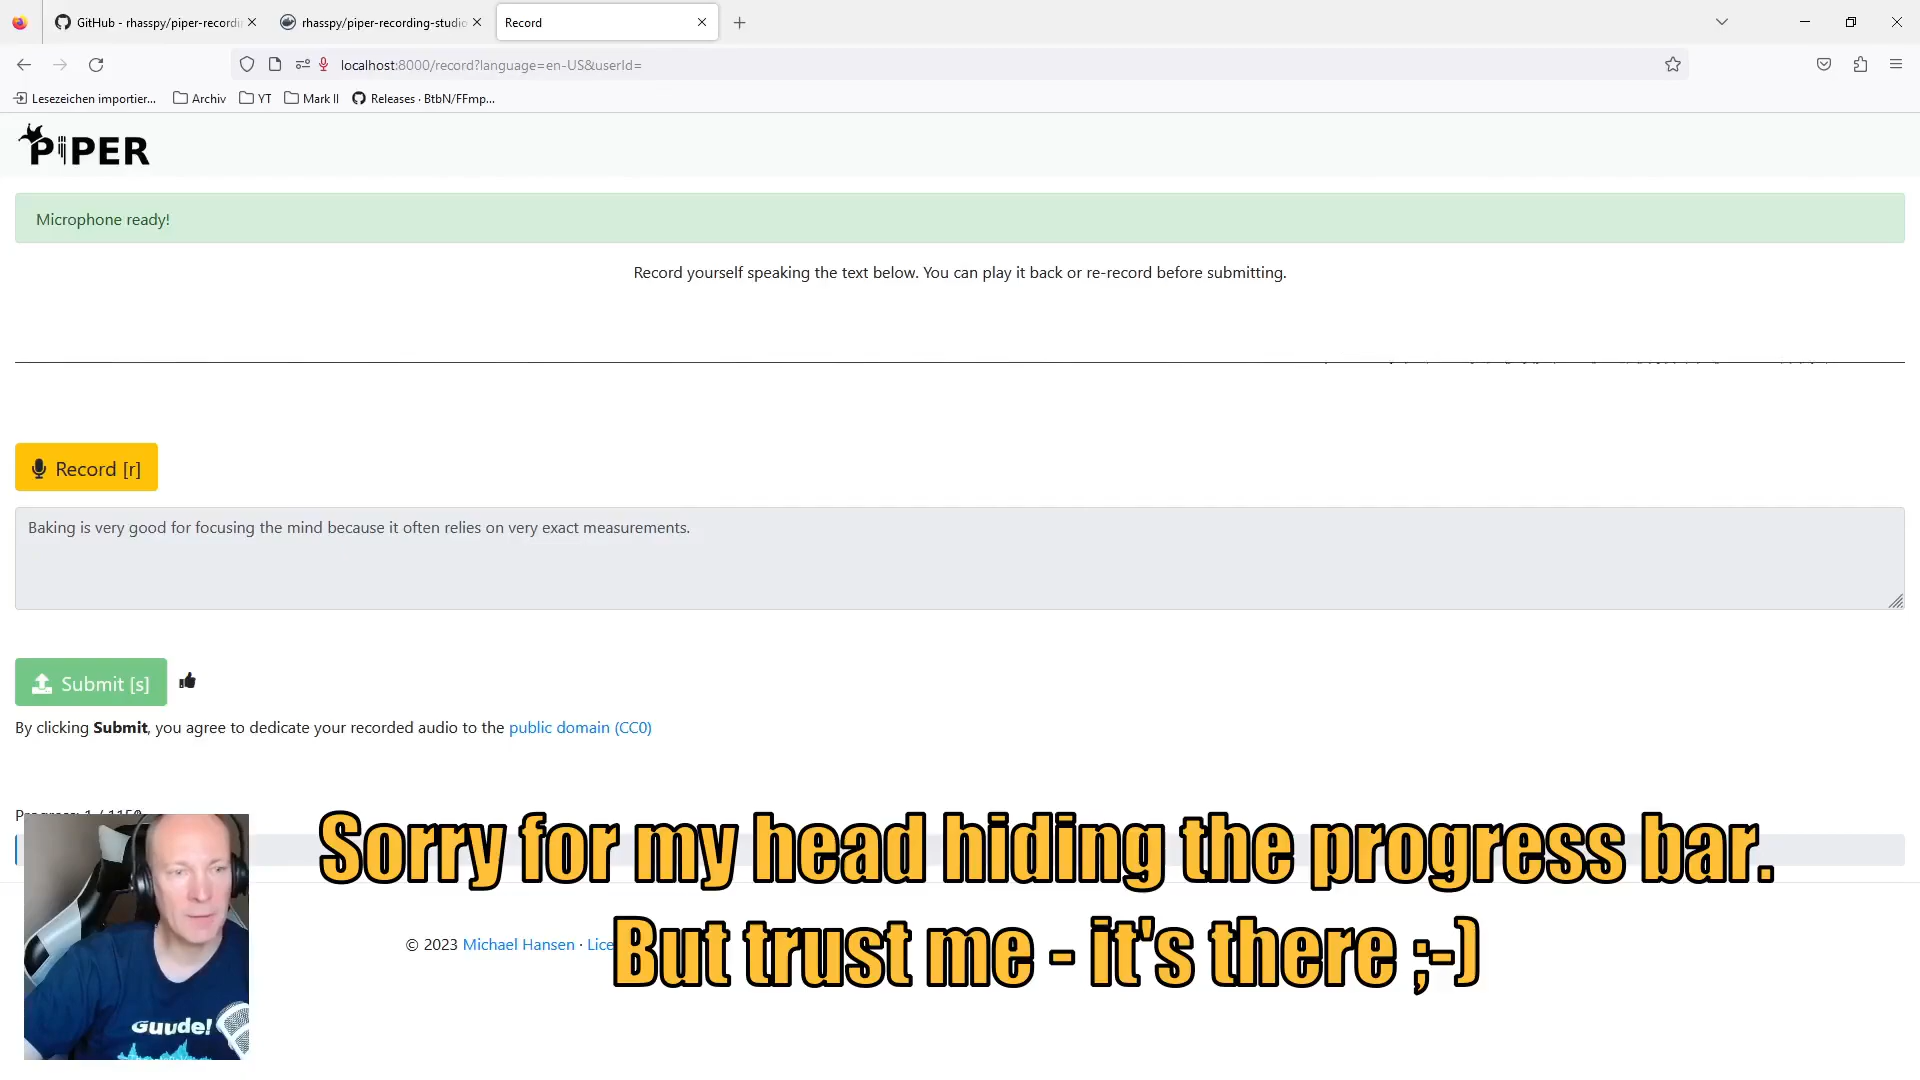 GitHub - rhasspy/piper-recordi
rhasspy/piper-recording-studio
Record
localhost:8000/record?language=en-US&userId=
Lesezeichen importier...
Archiv
YT
Mark II
Releases · BtbN/FFmp...
PiPER
Microphone ready!
Record yourself speaking the text below. You can play it back or re-record before submitting.
Record [r]
Baking is very good for focusing the mind because it often relies on very exact measurements.
Submit [s]
By clicking Submit, you agree to dedicate your recorded audio to the public domain (CC0)
Progress: 1 / 1150
Sorry for my head hiding the progress bar.
© 2023 Michael Hansen · Lice
But trust me - it's there ;-)
Guude!